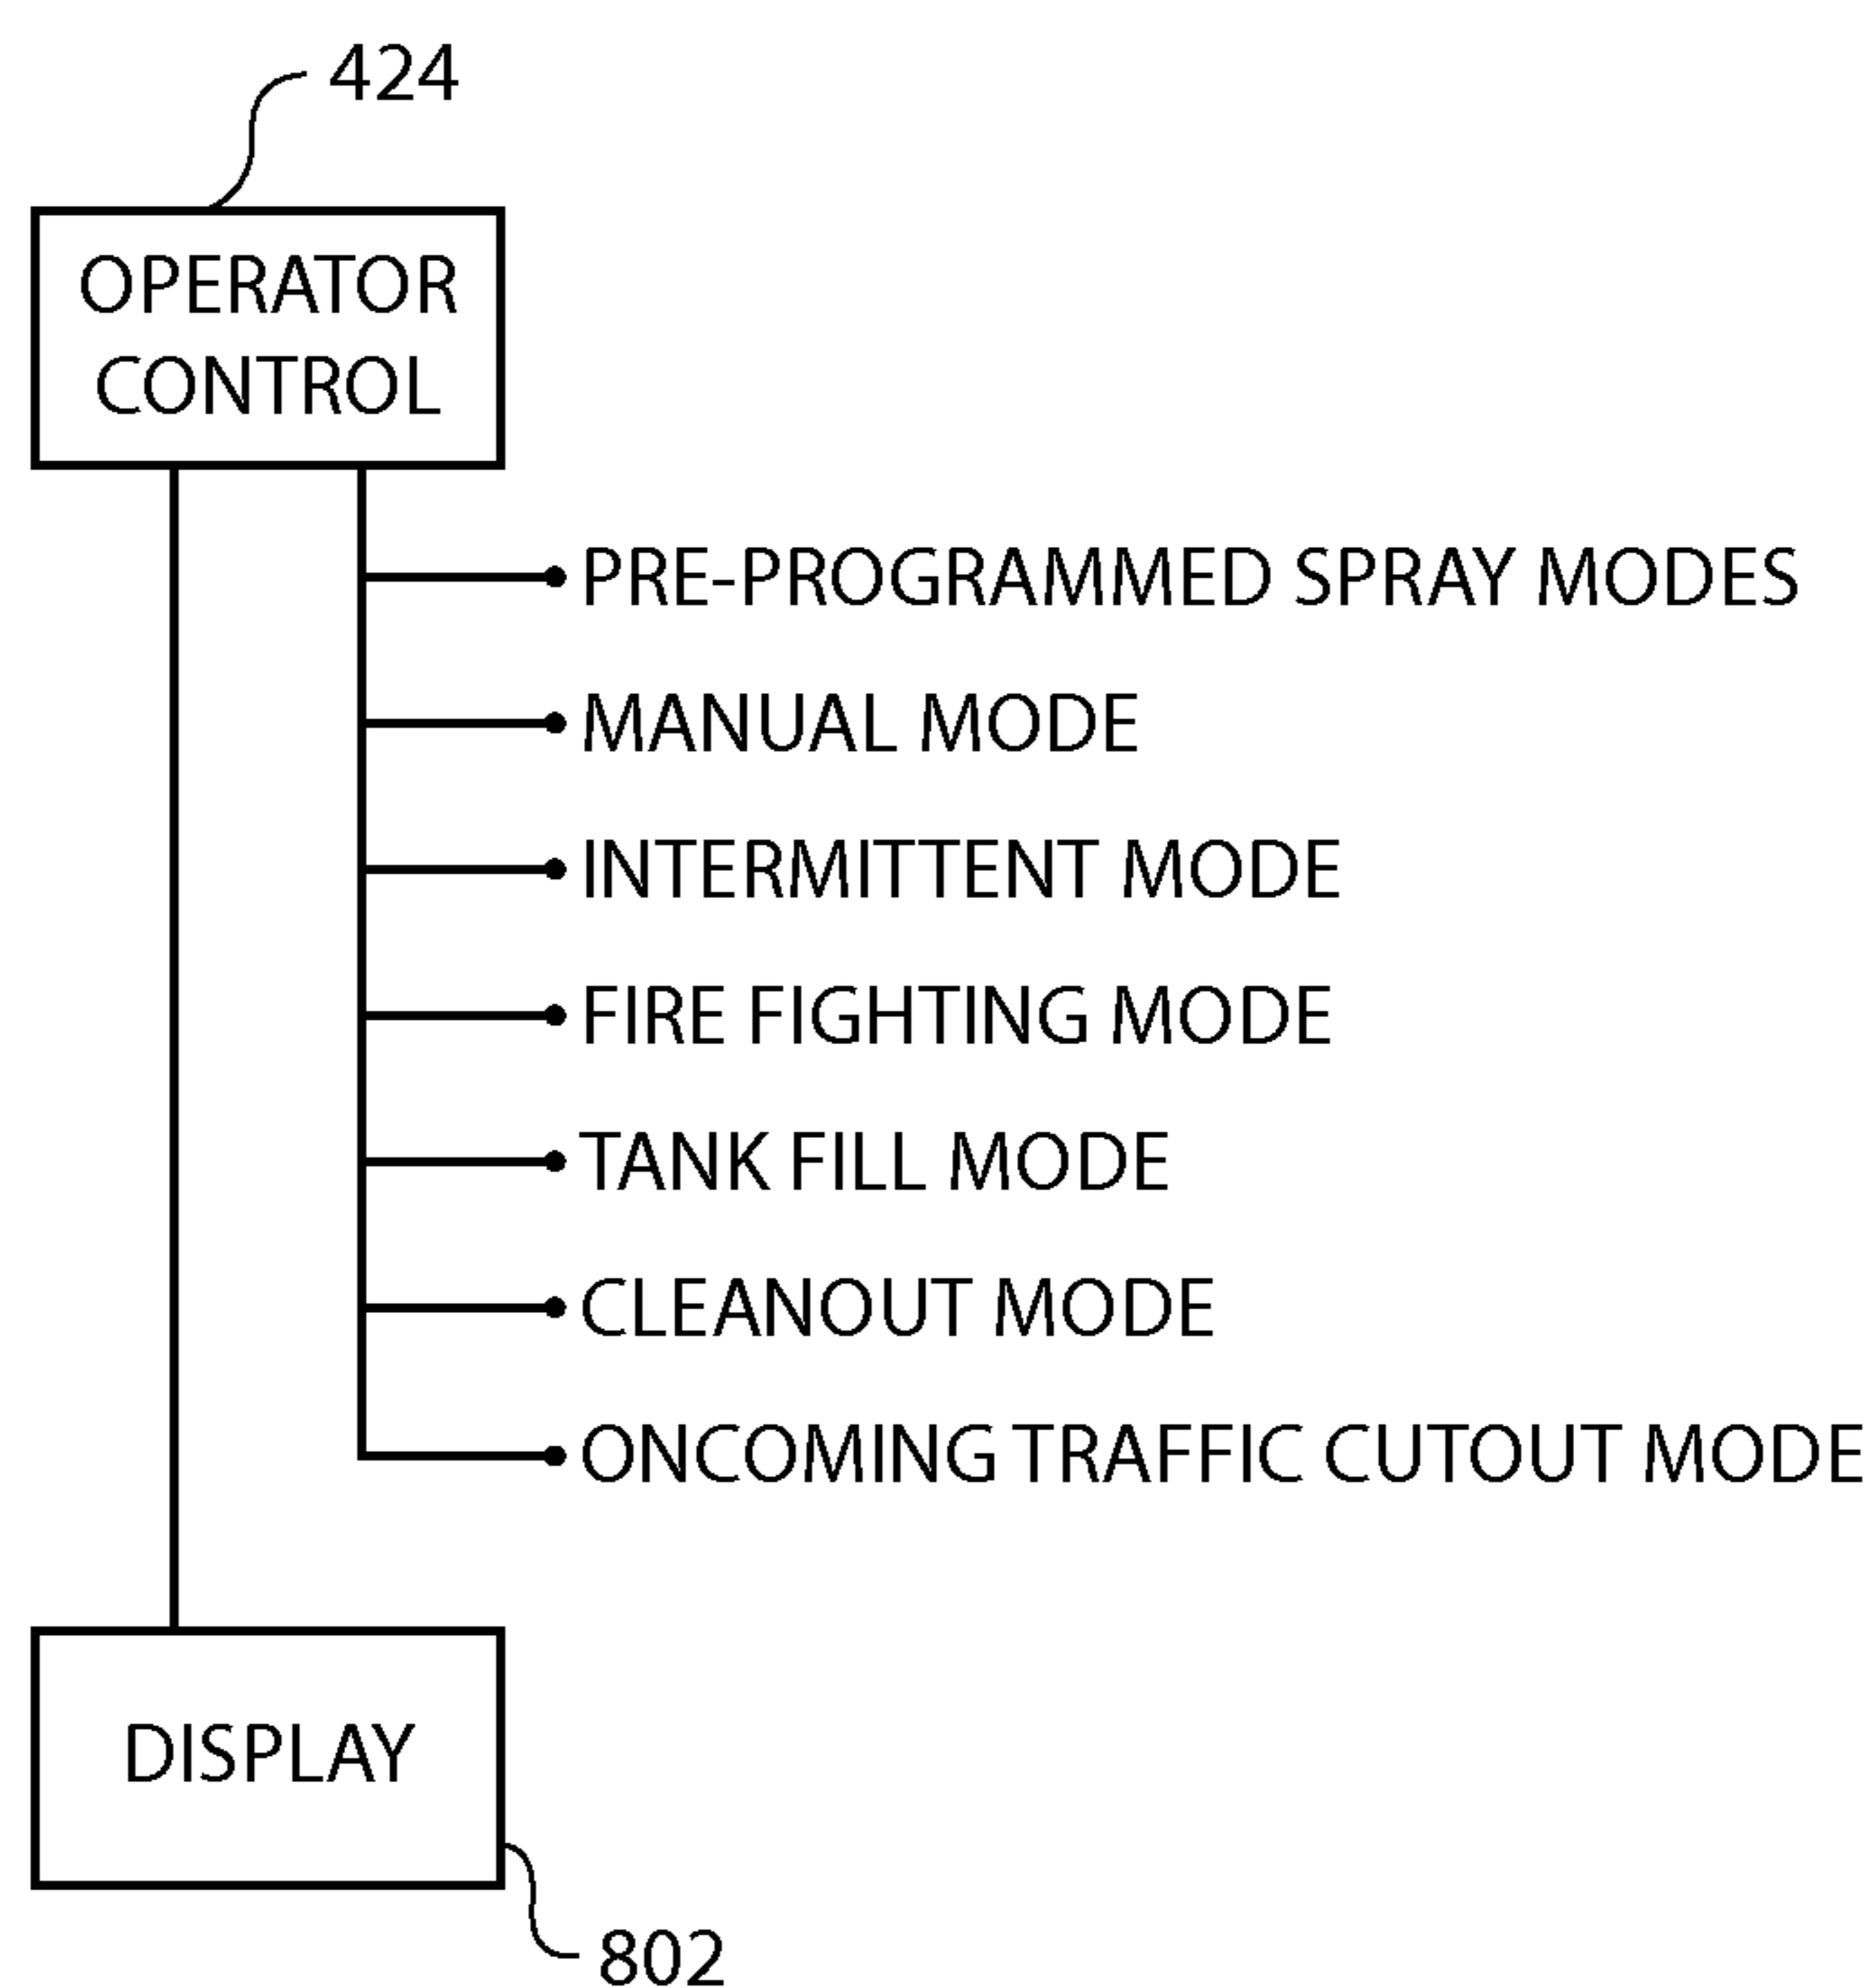 424
OPERATOR
CONTROL
PRE-PROGRAMMED SPRAY MODES
MANUAL MODE
INTERMITTENT MODE
FIRE FIGHTING MODE
TANK FILL MODE
CLEANOUT MODE
ONCOMING TRAFFIC CUTOUT MODE
DISPLAY
802